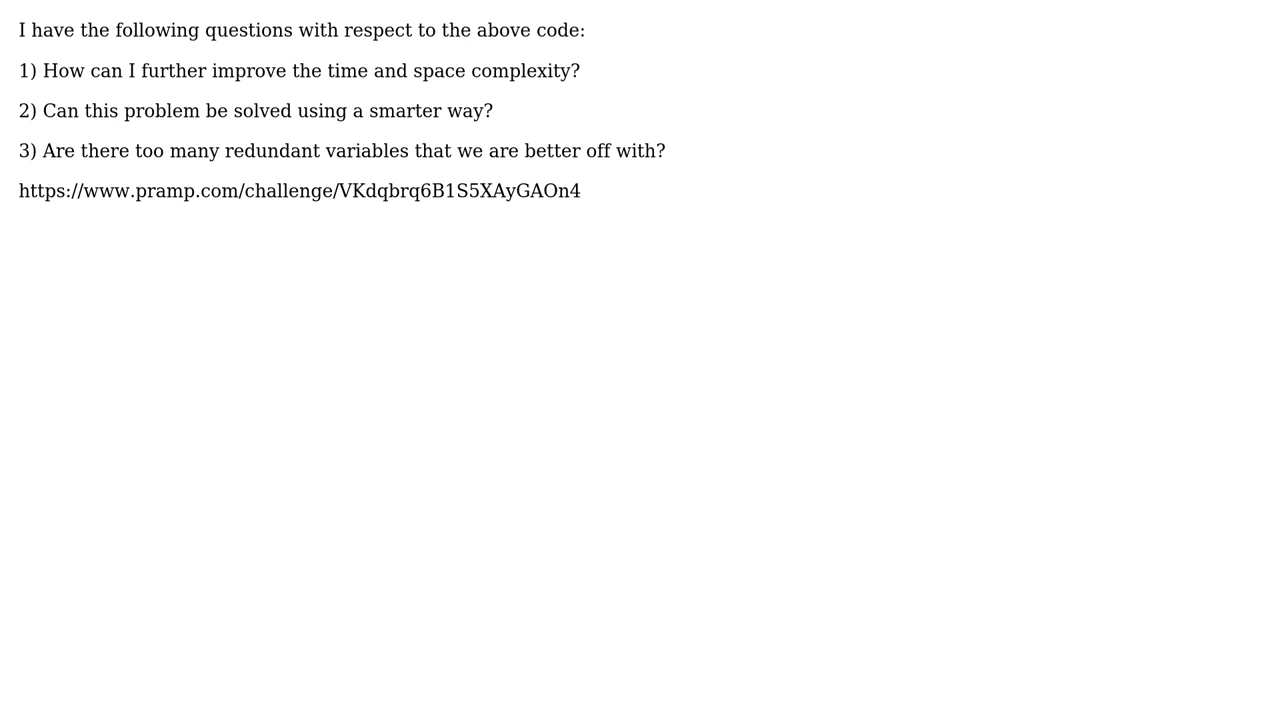 I have the following questions with respect to the above code:
1) How can I further improve the time and space complexity?
2) Can this problem be solved using a smarter way?
3) Are there too many redundant variables that we are better off with?
https://www.pramp.com/challenge/VKdqbrq6B1S5XAyGAOn4